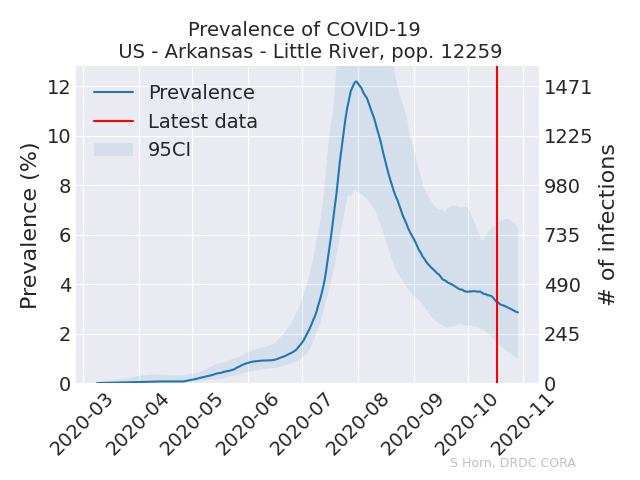 Prevalence of COVID-19
US - Arkansas - Little River, pop. 12259
Prevalence
Latest data
95CI
Prevalence (%)
12
10
8
6
4
2
0
1471
1225
980
735
490
245
0
# of infections
2020-03
2020-04
2020-05
2020-06
2020-07
2020-08
2020-09
2020-10
2020-11
S Horn, DRDC CORA